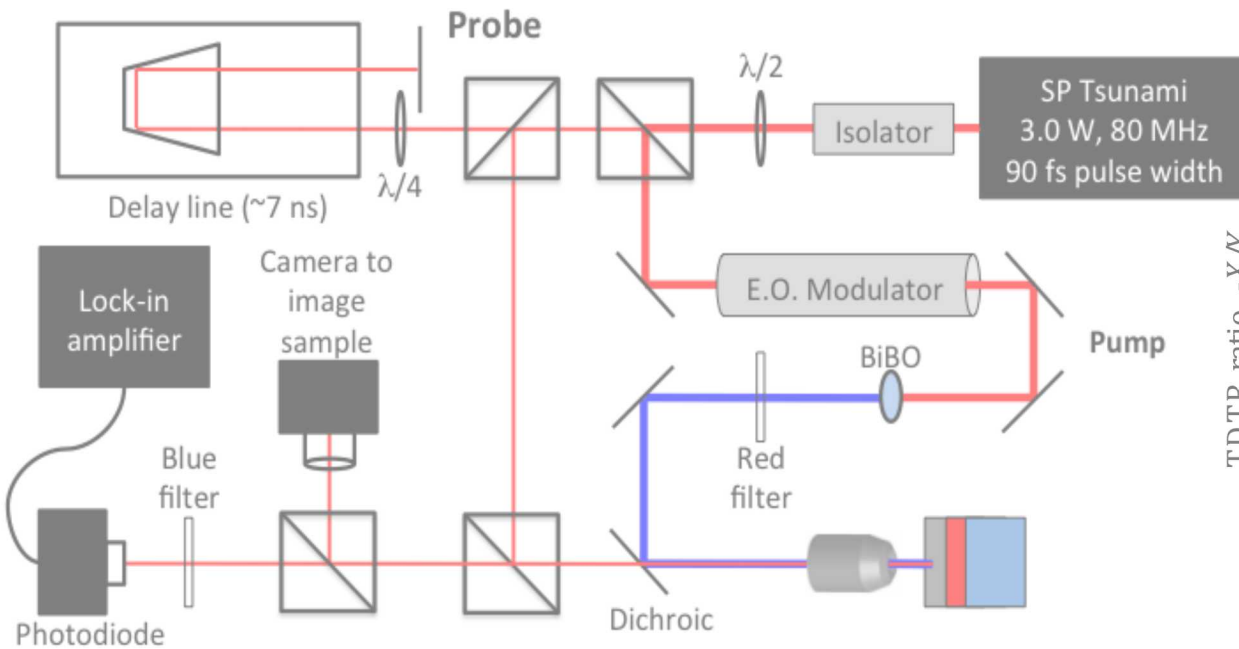 Probe
λ/2
SP Tsunami
3.0 W, 80 MHz
90 fs pulse width
Isolator
λ/4
Delay line (~7 ns)
Lock-in
amplifier
Camera to
image
sample
E.O. Modulator
Pump
BiBO
Blue
filter
Red
filter
Dichroic
Photodiode